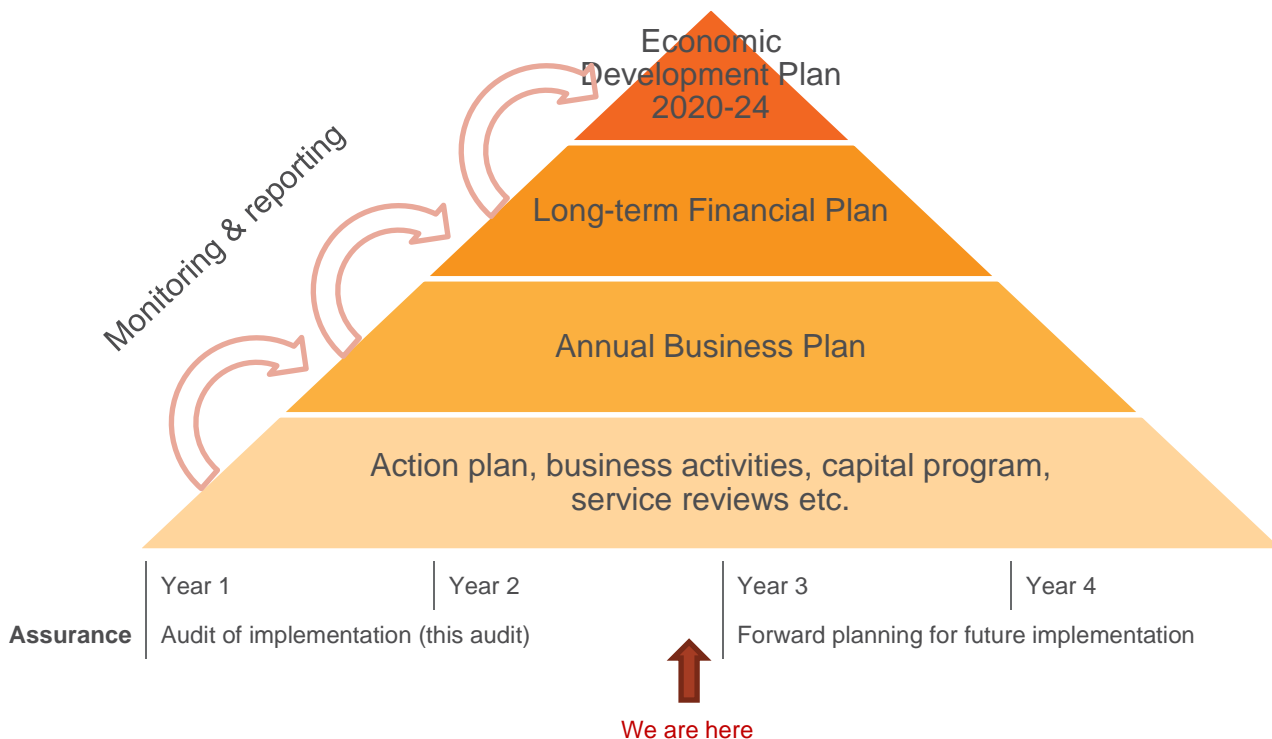 Economic
Development Plan
2020-24
Monitoring & reporting
Long-term Financial Plan
Annual Business Plan
Action plan, business activities, capital program,
service reviews etc.
Year 1
Year 2
Year 3
Year 4
Assurance
Audit of implementation (this audit)
Forward planning for future implementation
We are here